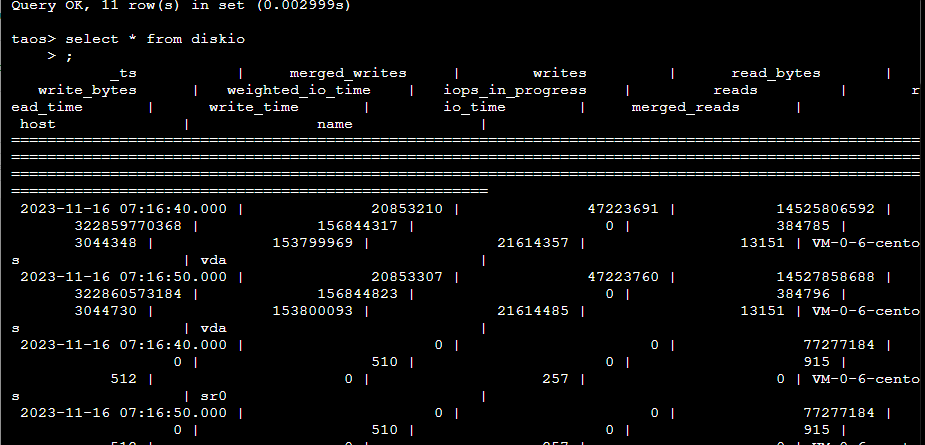 Query OK, 11 row(s) in set (0.002999s)
taos> select * from diskio
> ;
_ts | merged_writes | writes | read_bytes |
write_bytes | weighted_io_time | iops_in_progress | reads | r
ead_time | write_time | io_time | merged_reads |
host | name |
=====================================================================================================
=====================================================================================================
=====================================================================================================
=====================================================
2023-11-16 07:16:40.000 | 20853210 | 47223691 | 14525806592 |
322859770368 | 156844317 | 0 | 384785 |
3044348 | 153799969 | 21614357 | 13151 | VM-0-6-cento
s | vda |
2023-11-16 07:16:50.000 | 20853307 | 47223760 | 14527858688 |
322860573184 | 156844823 | 0 | 384796 |
3044730 | 153800093 | 21614485 | 13151 | VM-0-6-cento
s | vda |
2023-11-16 07:16:40.000 | 0 | 0 | 77277184 |
0 | 510 | 0 | 915 |
512 | 0 | 257 | 0 | VM-0-6-cento
s | sr0 |
2023-11-16 07:16:50.000 | 0 | 0 | 77277184 |
0 | 510 | 0 | 915 |